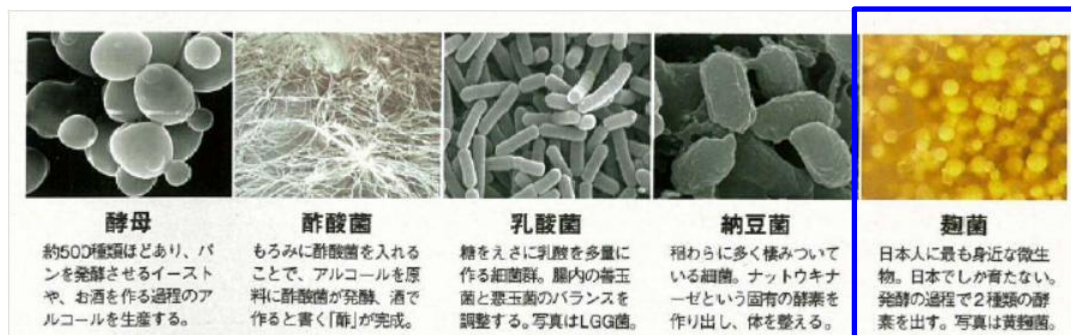 酵母
約500種類ほどあり、パ
ンを発酵させるイースト
や、お酒を作る過程のア
ルコールを生産する。
酢酸菌
もろみに酢酸菌を入れる
ことで、アルコールを原
料に酢酸菌が発酵、酒で
作ると書く「酢」が完成。
乳酸菌
糖をえさに乳酸を多量に
作る細菌群。腸内の善玉
菌と悪玉菌のバランスを
調整する。写真はLGG菌。
納豆菌
稲わらに多く棲みつい​て
いる細菌。ナットウキナ
ーゼという固有の酵素を
作り出し、体を整える。
麹菌
日本人に最も身近な微生
物。日本でしか育たない。
発酵の過程で2種類の酵
素を出す。写真は黄麹菌。